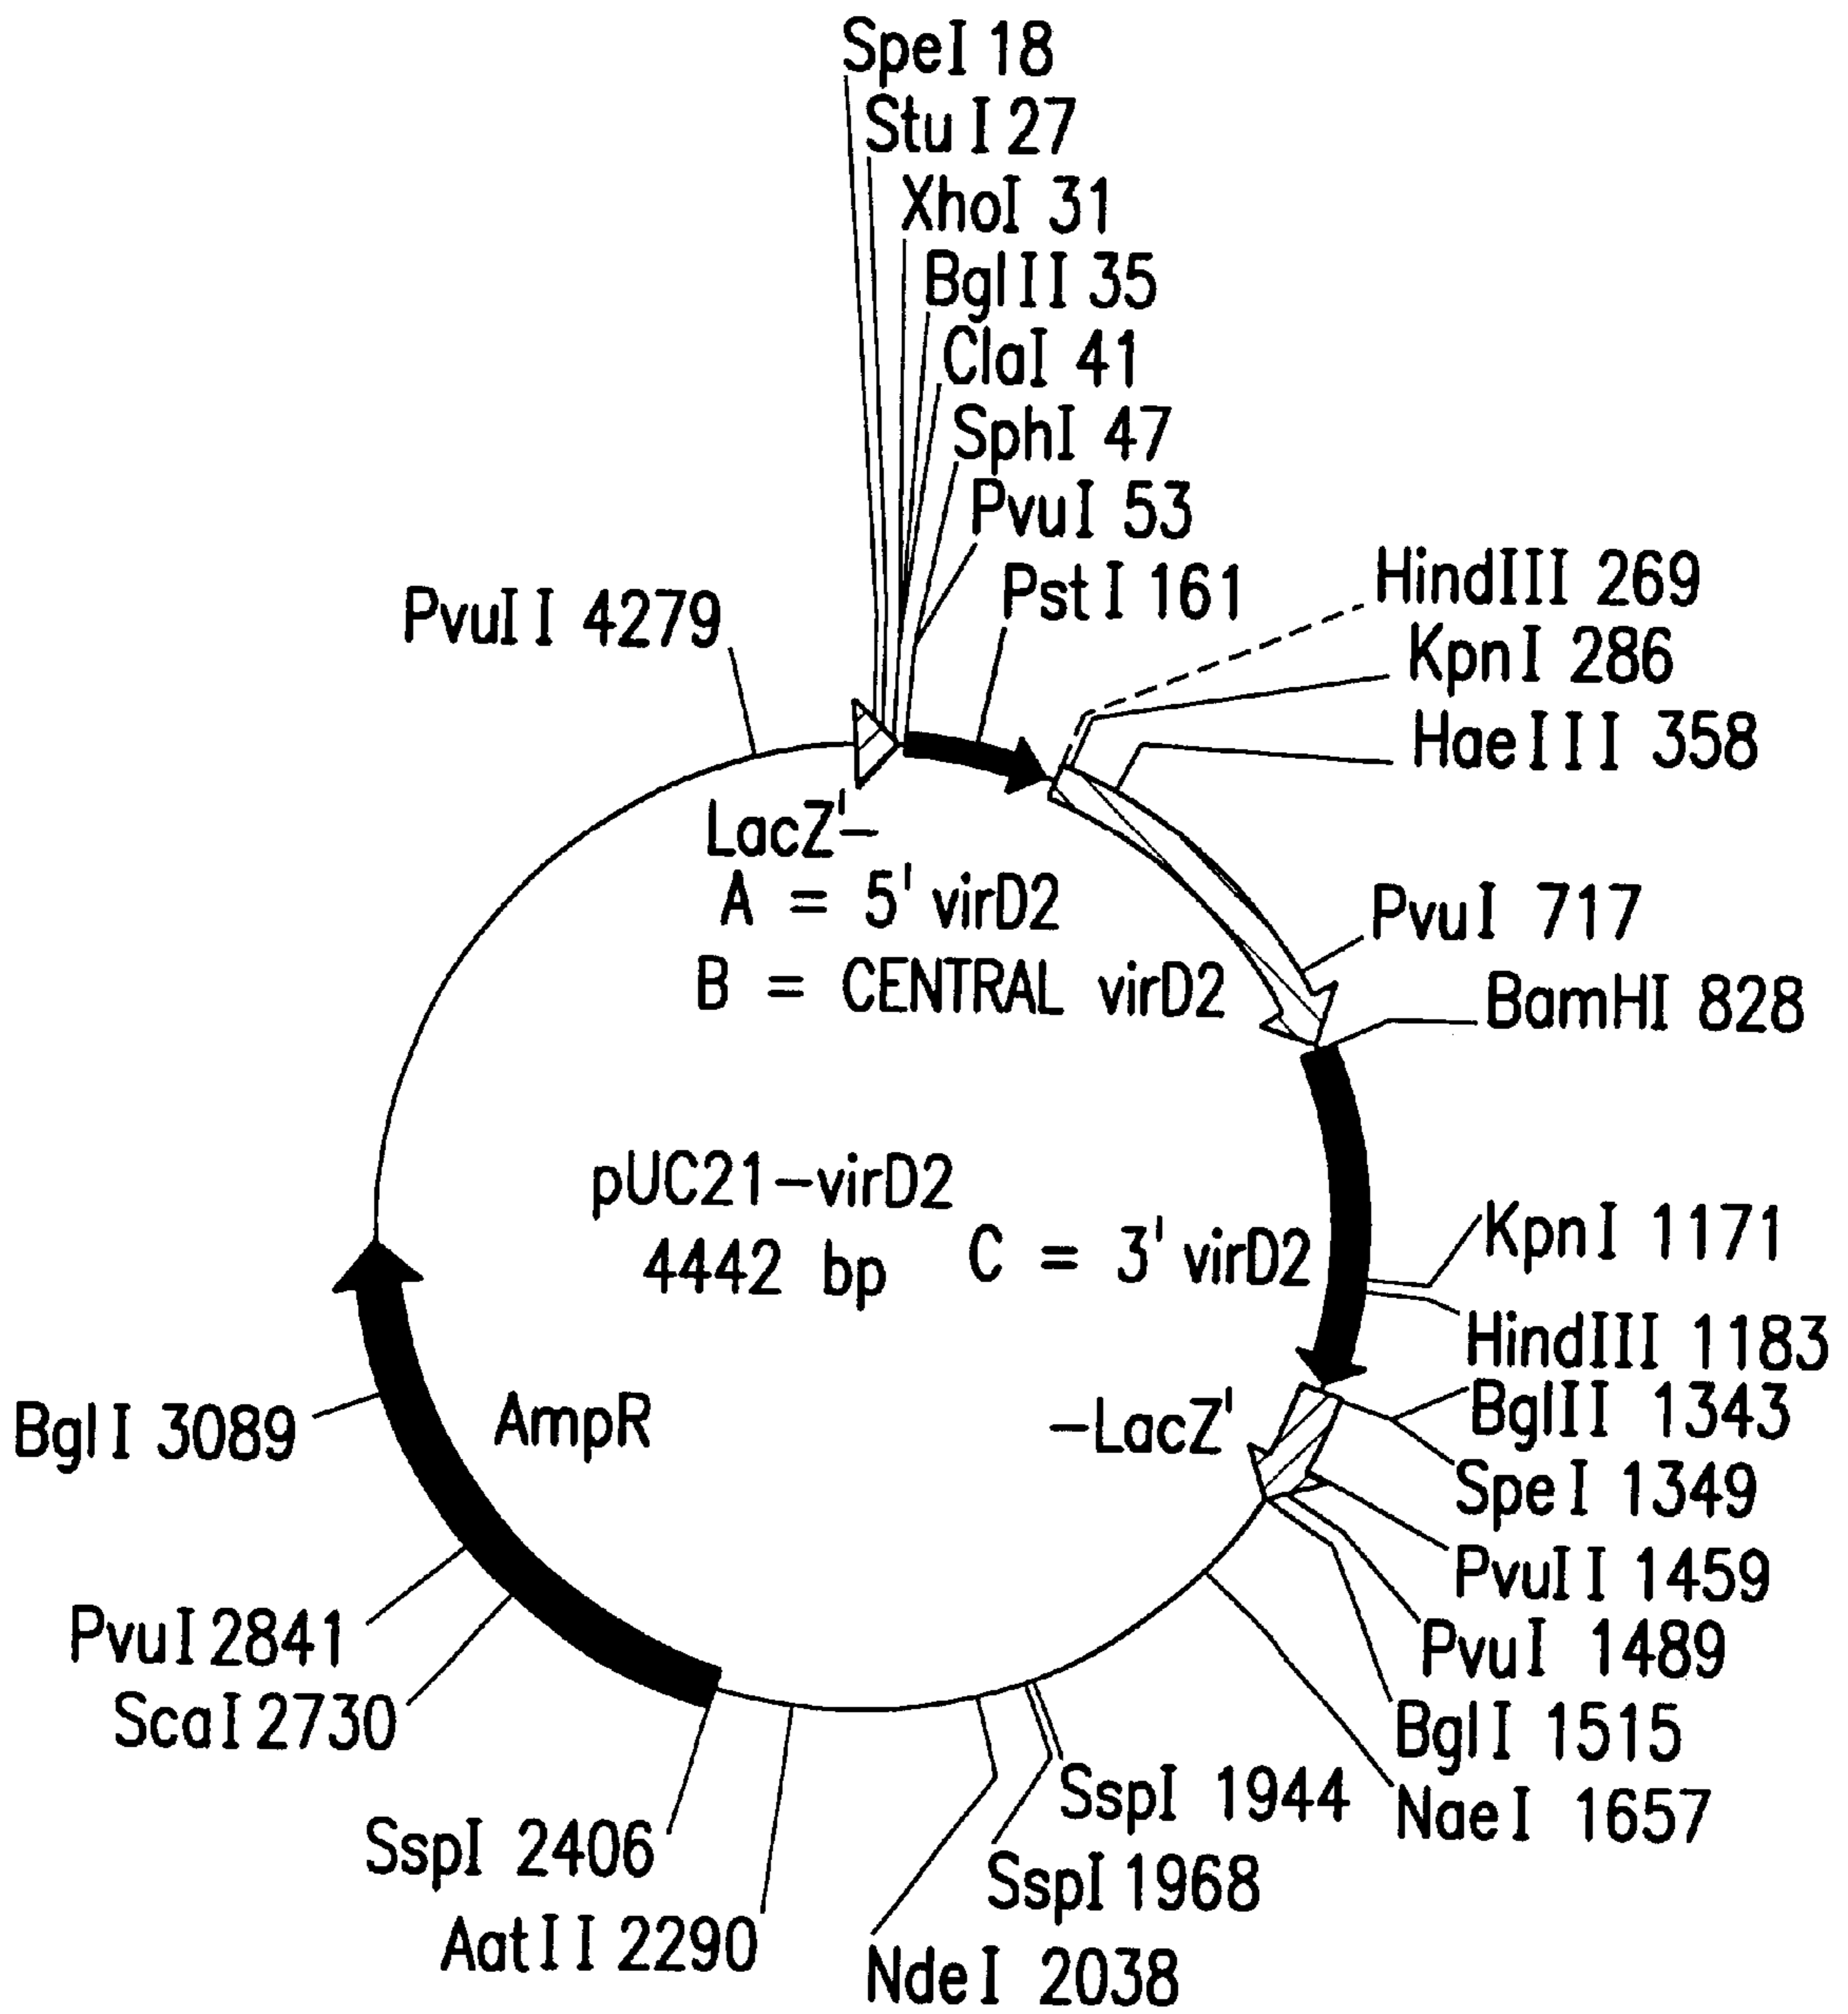 SpeI 18
StuI 27
XhoI 31
BglII 35
ClaI 41
SphI 47
PvuI 53
PstI 161
HindIII 269
KpnI 286
HaeIII 358
PvuII 4279
LacZ'-
A = 5' virD2
B = CENTRAL virD2
PvuI 717
BamHI 828
pUC21-virD2
4442 bp
C = 3' virD2
KpnI 1171
HindIII 1183
BglII 1343
SpeI 1349
-LacZ'
AmpR
BglI 3089
PvuII 1459
PvuI 1489
BglI 1515
NaeI 1657
PvuI 2841
ScaI 2730
SspI 1944
SspI 1968
SspI 2406
AatII 2290
NdeI 2038